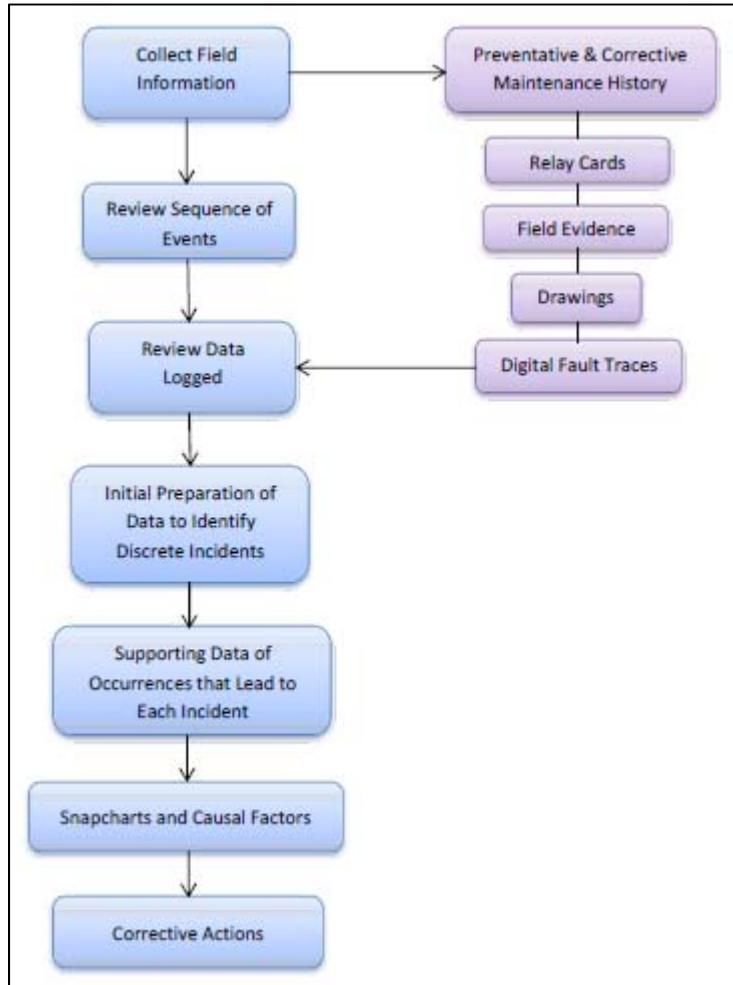 Collect Field
Information
Preventative & Corrective
Maintenance History
Relay Cards
Review Sequence of
Events
Field Evidence
Drawings
Review Data
Logged
Digital Fault Traces
Initial Preparation of
Data to Identify
Discrete Incidents
Supporting Data of
Occurrences that Lead to
Each Incident
Snapcharts and Causal Factors
Corrective Actions